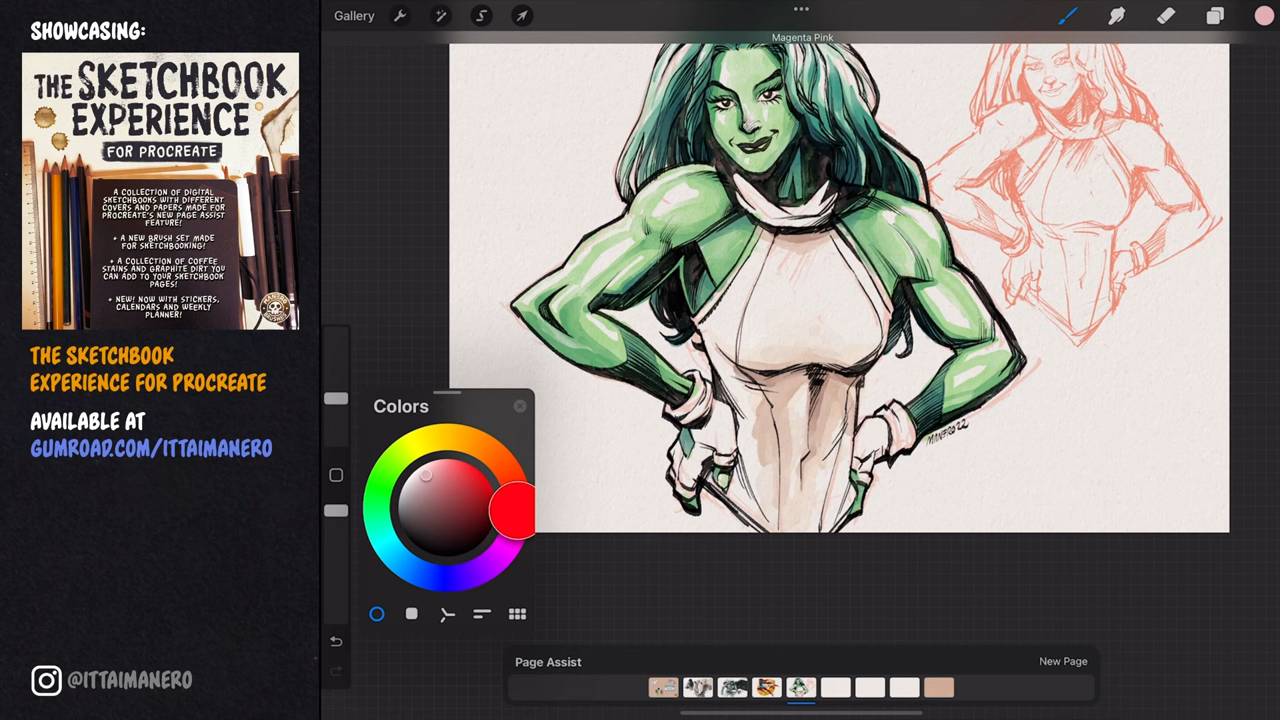 SHOWCASING:
THE SKETCHBOOK
EXPERIENCE
FOR PROCREATE
A COLLECTION OF DIGITAL
SKETCHBOOKS WITH DIFFERENT
COVERS AND PAPERS MADE FOR
PROCREATE'S NEW PAGE ASSIST
FEATURE!
+ A NEW BRUSH SET MADE
FOR SKETCHBOOKING!
+ A COLLECTION OF COFFEE
STAINS AND GRAPHITE DIRT YOU
CAN ADD TO YOUR SKETCHBOOK
PAGES!
+ NEW! NOW WITH STICKERS,
CALENDARS AND WEEKLY
PLANNER!
THE SKETCHBOOK
EXPERIENCE FOR PROCREATE
AVAILABLE AT
GUMROAD.COM/ITTAIMANERO
@ITTAIMANERO
Gallery
Magenta Pink
MANERO 22
Colors
Page Assist
New Page